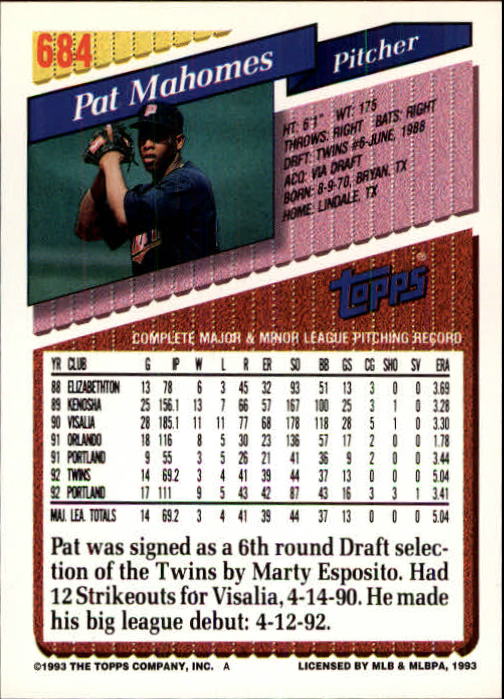 684
Pat Mahomes
Pitcher
HT: 6'1" WT: 175
THROWS: RIGHT BATS: RIGHT
DRFT: TWINS #6-JUNE, 1988
ACQ: VIA DRAFT
BORN: 8-9-70, BRYAN, TX
HOME: LINDALE, TX
TOPPS®
COMPLETE MAJOR & MINOR LEAGUE PITCHING RECORD
YR CLUB G IP W L R ER SO BB GS CG SHO SV ERA
88 ELIZABETHTON 13 78 6 3 45 32 93 51 13 3 0 0 3.69
89 KENOSHA 25 156.1 13 7 66 57 167 100 25 3 1 0 3.28
90 VISALIA 28 185.1 11 11 77 68 178 118 28 5 1 0 3.30
91 ORLANDO 18 116 8 5 30 23 136 57 17 2 0 0 1.78
91 PORTLAND 9 55 3 5 26 21 41 36 9 2 0 0 3.44
92 TWINS 14 69.2 3 4 41 39 44 37 13 0 0 0 5.04
92 PORTLAND 17 111 9 5 43 42 87 43 16 3 3 1 3.41
MAJ. LEA. TOTALS 14 69.2 3 4 41 39 44 37 13 0 0 0 5.04
Pat was signed as a 6th round Draft selec-
tion of the Twins by Marty Esposito. Had
12 Strikeouts for Visalia, 4-14-90. He made
his big league debut: 4-12-92.
©1993 THE TOPPS COMPANY, INC. A LICENSED BY MLB & MLBPA, 1993